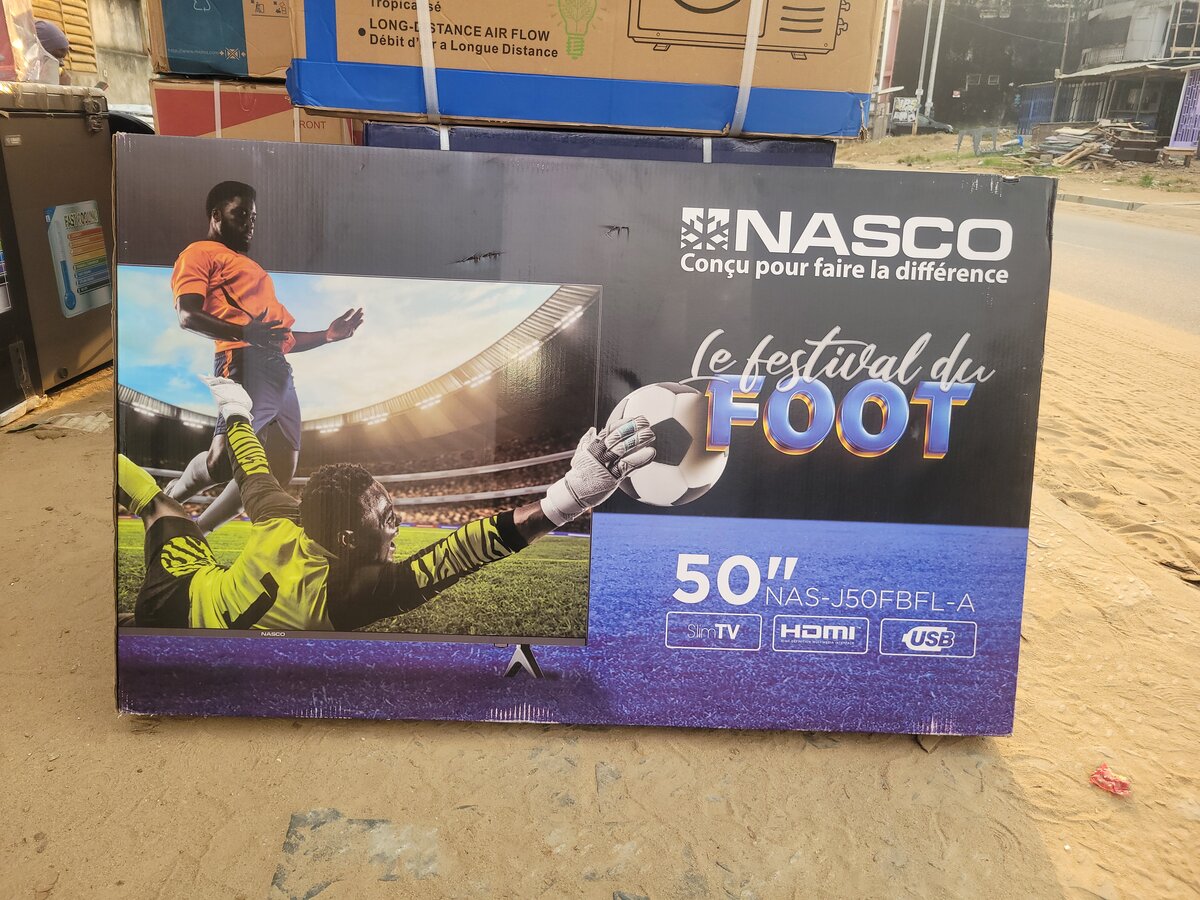 Tropicalisé
LONG-DISTANCE AIR FLOW
Débit d'air a Longue Distance
FRONT
NASCO
Conçu pour faire la différence
Le festival du
FOOT
50"
NAS-J50FBFL-A
SlimTV
HDMI
USB
NASCO